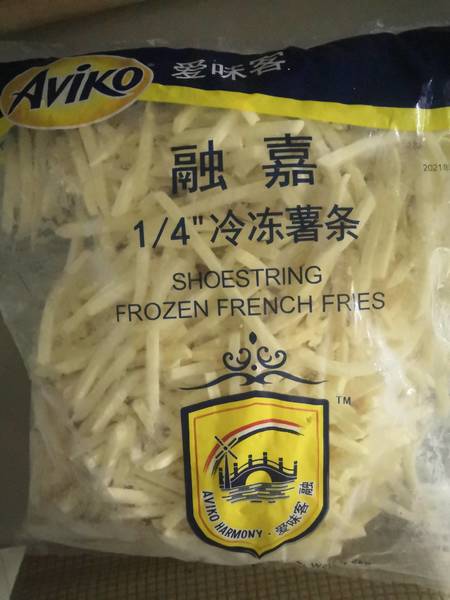 AVIKO
爱味客
融嘉
1/4"冷冻薯条
SHOESTRING
FROZEN FRENCH FRIES
TM
AVIKO HARMONY · 爱味客 融